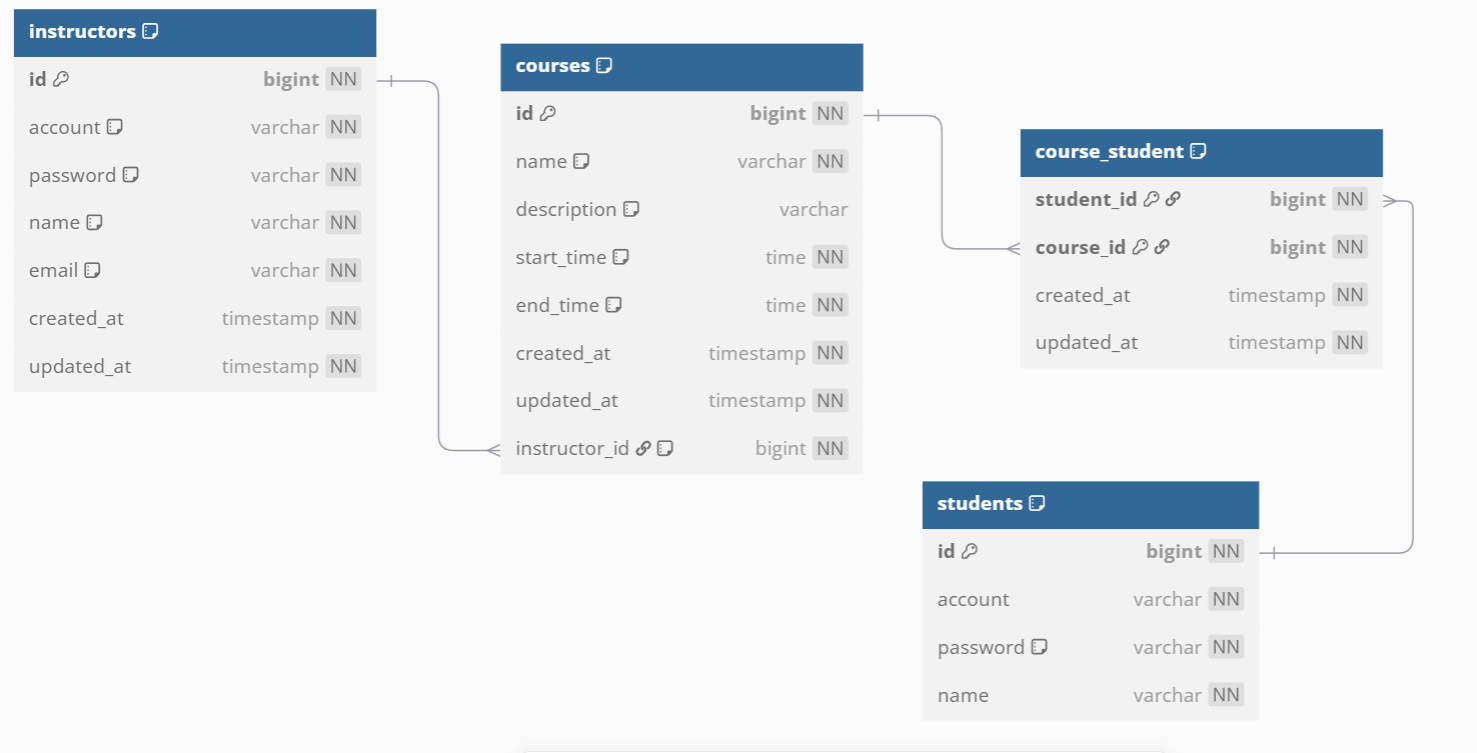 instructors
id bigint NN
account varchar NN
password varchar NN
name varchar NN
email varchar NN
created_at timestamp NN
updated_at timestamp NN
courses
id bigint NN
name varchar NN
description varchar
start_time time NN
end_time time NN
created_at timestamp NN
updated_at timestamp NN
instructor_id bigint NN
course_student
student_id bigint NN
course_id bigint NN
created_at timestamp NN
updated_at timestamp NN
students
id bigint NN
account varchar NN
password varchar NN
name varchar NN